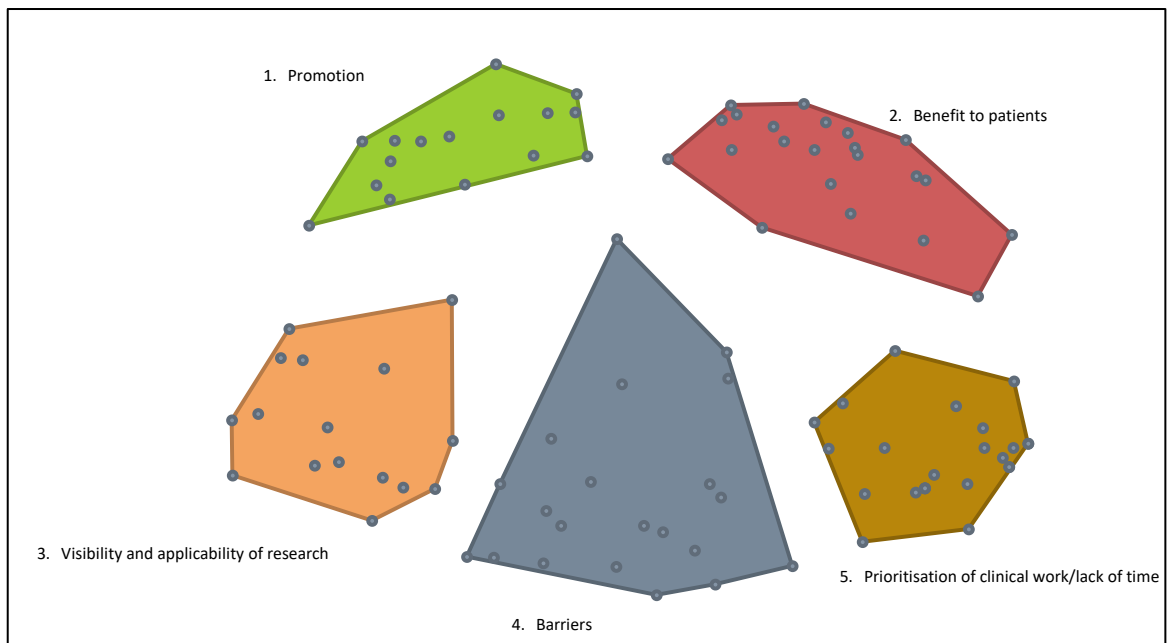 1. Promotion
2. Benefit to patients
3. Visibility and applicability of research
4. Barriers
5. Prioritisation of clinical work/lack of time